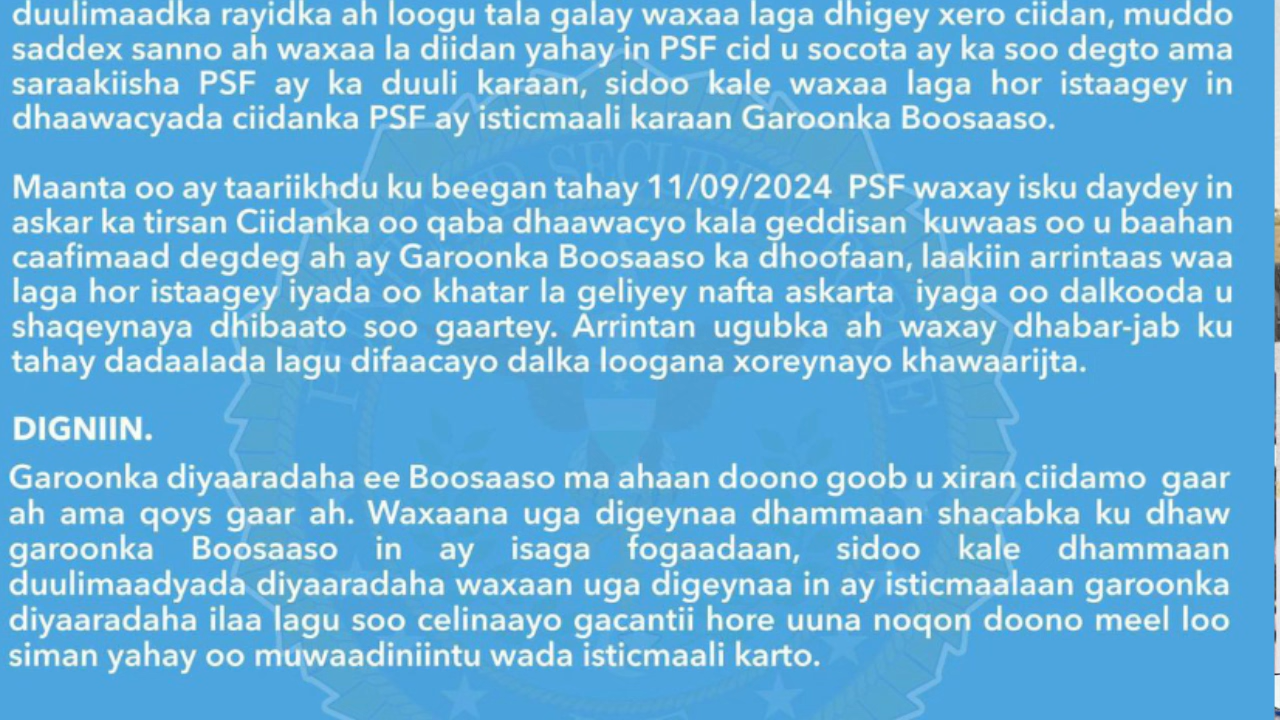 duulimaadka rayidka ah loogu tala galay waxaa laga dhigey xero ciidan, muddo
saddex sanno ah waxaa la diidan yahay in PSF cid u socota ay ka soo degto ama
saraakiisha PSF ay ka duuli karaan, sidoo kale waxaa laga hor istaagey in
dhaawacyada ciidanka PSF ay isticmaali karaan Garoonka Boosaaso.
Maanta oo ay taariikhdu ku beegan tahay 11/09/2024 PSF waxay isku daydey in
askar ka tirsan Ciidanka oo qaba dhaawacyo kala geddisan kuwaas oo u baahan
caafimaad degdeg ah ay Garoonka Boosaaso ka dhoofaan, laakiin arrintaas waa
laga hor istaagey iyada oo khatar la geliyey nafta askarta iyaga oo dalkooda u
shaqeynaya dhibaato soo gaartey. Arrintan ugubka ah waxay dhabar-jab ku
tahay dadaalada lagu difaacayo dalka loogana xoreynayo khawaarijta.
DIGNIIN.
Garoonka diyaaradaha ee Boosaaso ma ahaan doono goob u xiran ciidamo gaar
ah ama qoys gaar ah. Waxaana uga digeynaa dhammaan shacabka ku dhaw
garoonka Boosaaso in ay isaga fogaadaan, sidoo kale dhammaan
duulimaadyada diyaaradaha waxaan uga digeynaa in ay isticmaalaan garoonka
diyaaradaha ilaa lagu soo celinaayo gacantii hore uuna noqon doono meel loo
siman yahay oo muwaadiniintu wada isticmaali karto.